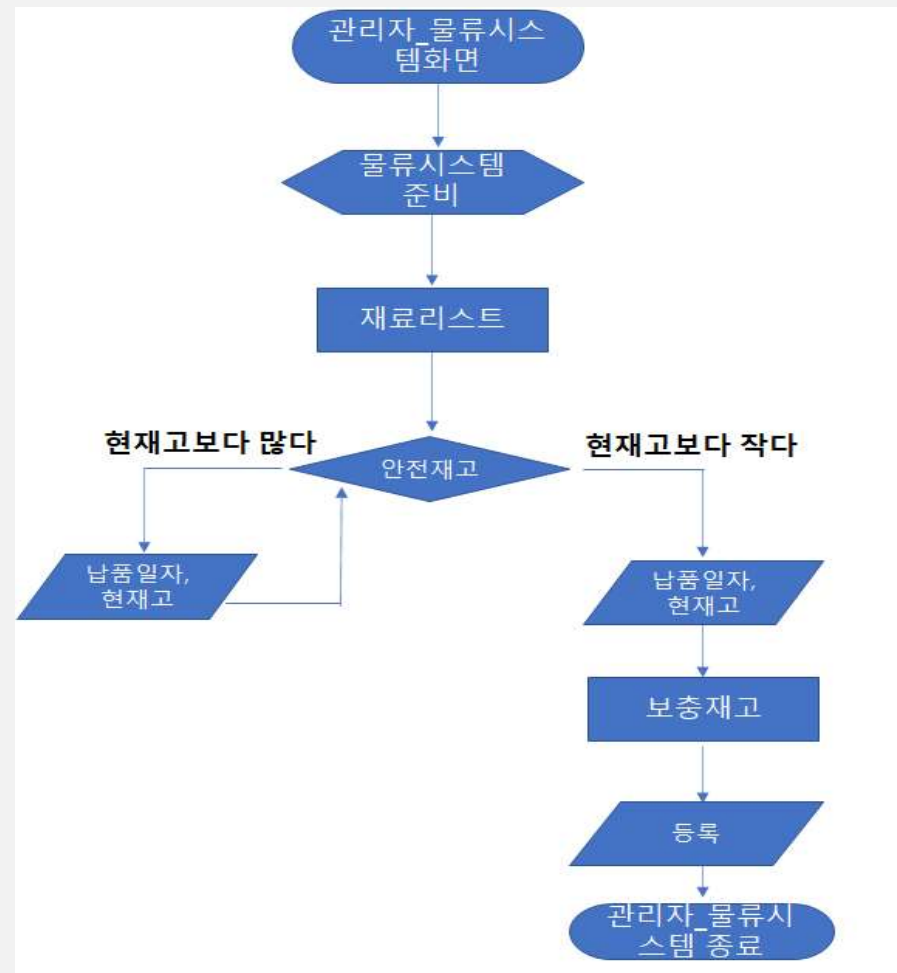 관리자_물류시스
템화면
물류시스템
준비
재료리스트
현재고보다 많다
현재고보다 작다
안전재고
납품일자,
현재고
납품일자,
현재고
보충재고
등록
관리자_물류시
스템 종료